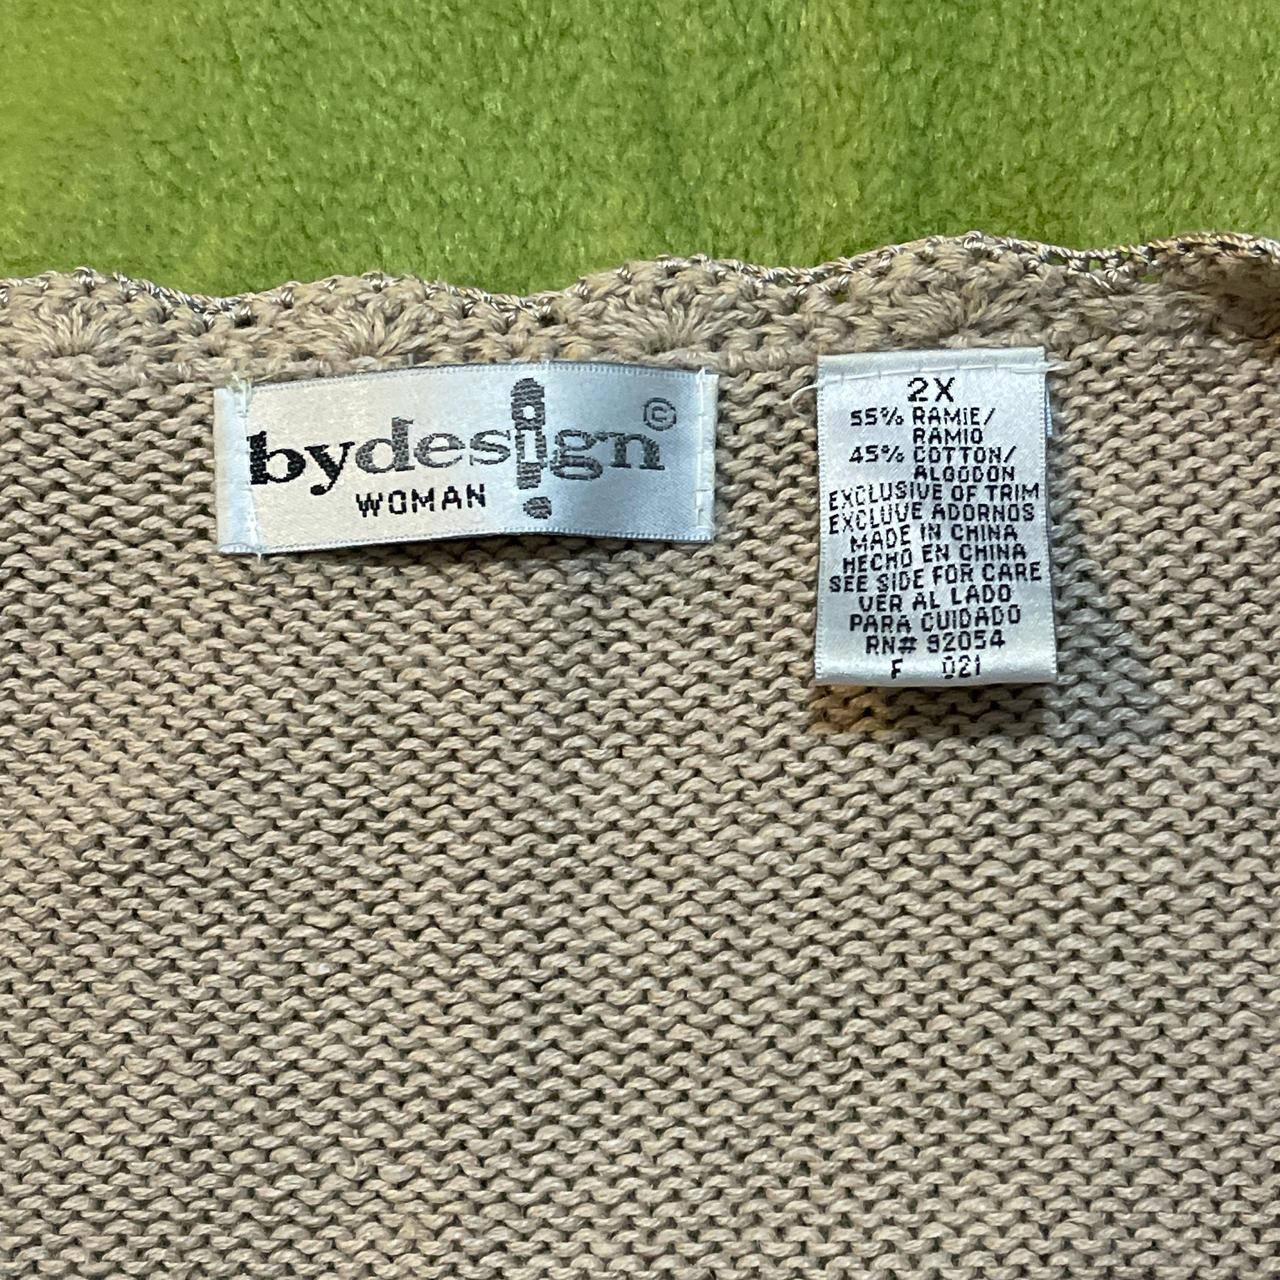 bydesign©
WOMAN
2X
55% RAMIE/
RAMIO
45% COTTON/
ALGODON
EXCLUSIVE OF TRIM
EXCLUVE ADORNOS
MADE IN CHINA
HECHO EN CHINA
SEE SIDE FOR CARE
VER AL LADO
PARA CUIDADO
RN# 92054
F 021